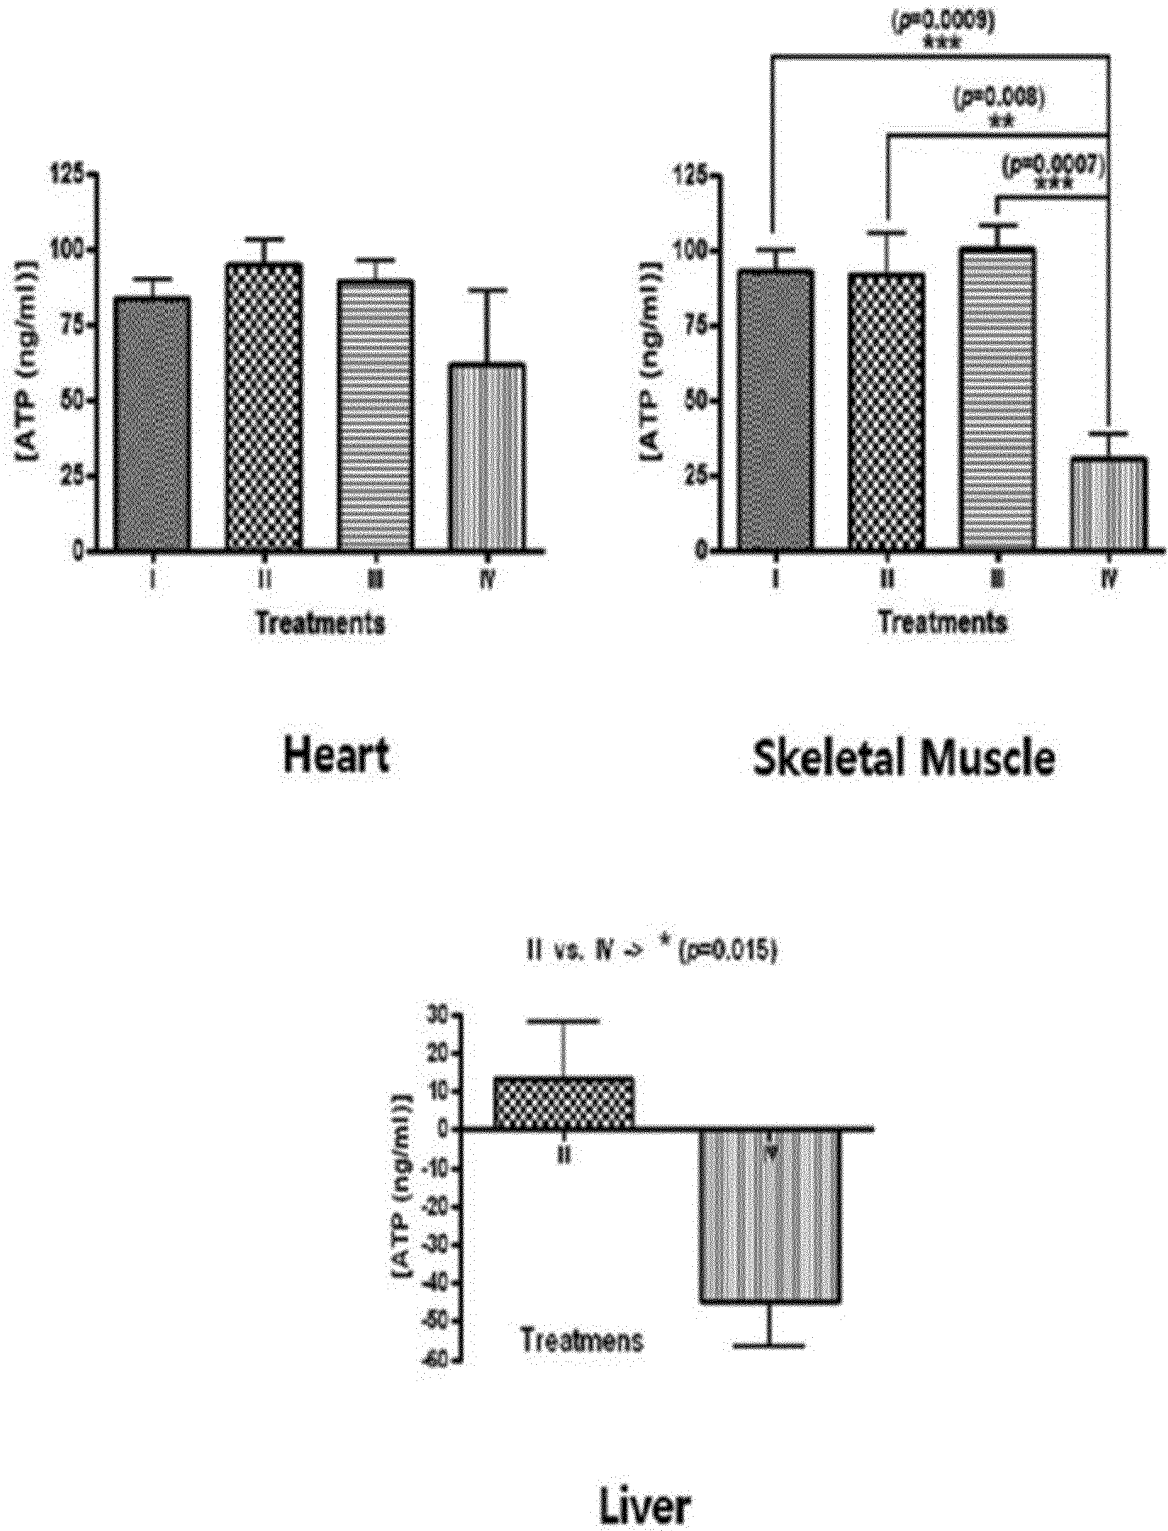 (p=0.0009)
***
(p=0.008)
**
(p=0.0007)
***
125
100
75
50
25
0
[ATP (ng/ml)]
I
II
III
IV
Treatments
125
100
75
50
25
0
[ATP (ng/ml)]
I
II
III
IV
Treatments
Heart
Skeletal Muscle
II vs. IV -> * (p=0.015)
30
20
10
0
-10
-20
-30
-40
-50
-60
[ATP (ng/ml)]
II
Treatmens
Liver